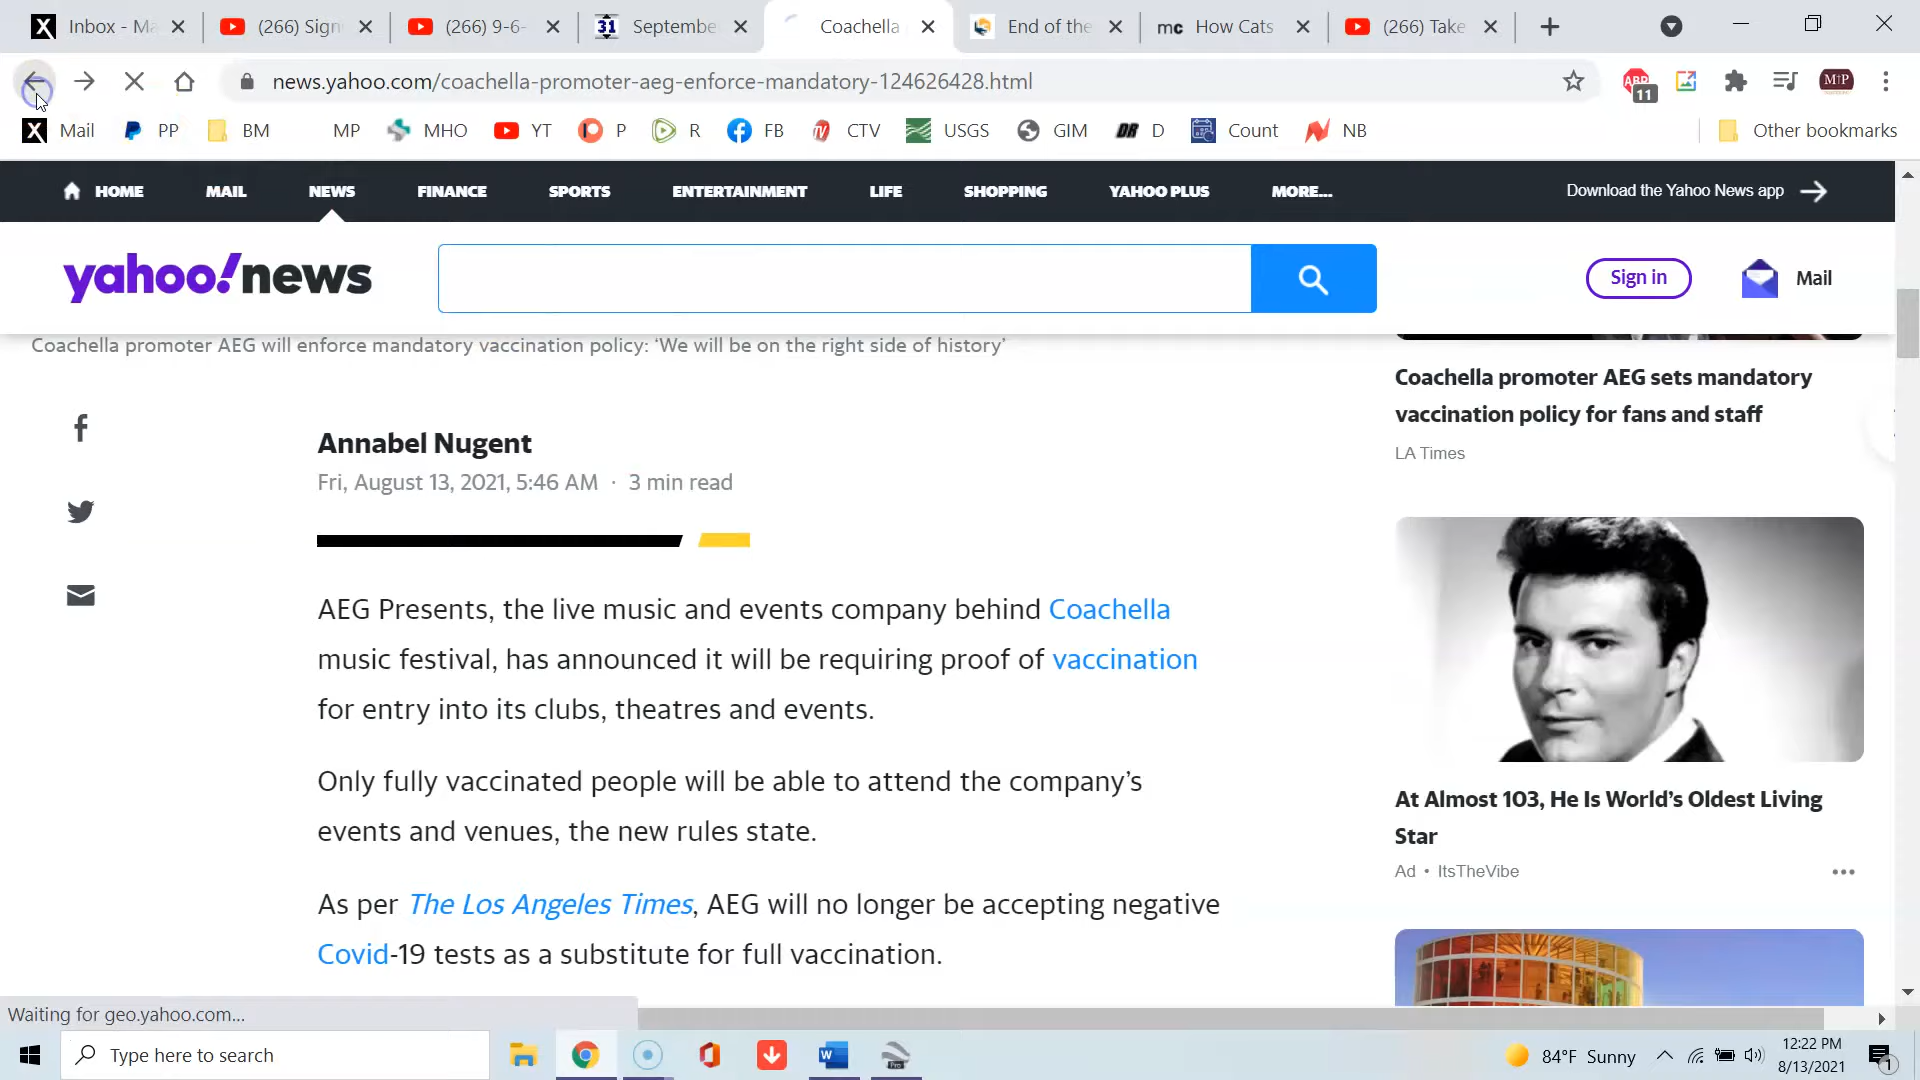 Inbox - Ma
(266) Sign
(266) 9-6-
31 Septembe
Coachella
End of the
mc How Cats
(266) Take
news.yahoo.com/coachella-promoter-aeg-enforce-mandatory-124626428.html
ABP
11
M↑P
X Mail
PP
BM
MP
MHO
YT
P
R
FB
CTV
USGS
GIM
DR D
Count
NB
Other bookmarks
HOME
MAIL
NEWS
FINANCE
SPORTS
ENTERTAINMENT
LIFE
SHOPPING
YAHOO PLUS
MORE...
Download the Yahoo News app
yahoo!news
Sign in
Mail
Coachella promoter AEG will enforce mandatory vaccination policy: ‘We will be on the right side of history’
Annabel Nugent
Fri, August 13, 2021, 5:46 AM · 3 min read
AEG Presents, the live music and events company behind Coachella
music festival, has announced it will be requiring proof of vaccination
for entry into its clubs, theatres and events.
Only fully vaccinated people will be able to attend the company’s
events and venues, the new rules state.
As per The Los Angeles Times, AEG will no longer be accepting negative
Covid-19 tests as a substitute for full vaccination.
Coachella promoter AEG sets mandatory
vaccination policy for fans and staff
LA Times
At Almost 103, He Is World’s Oldest Living
Star
Ad • ItsTheVibe
Waiting for geo.yahoo.com...
Type here to search
84°F Sunny
12:22 PM
8/13/2021
1